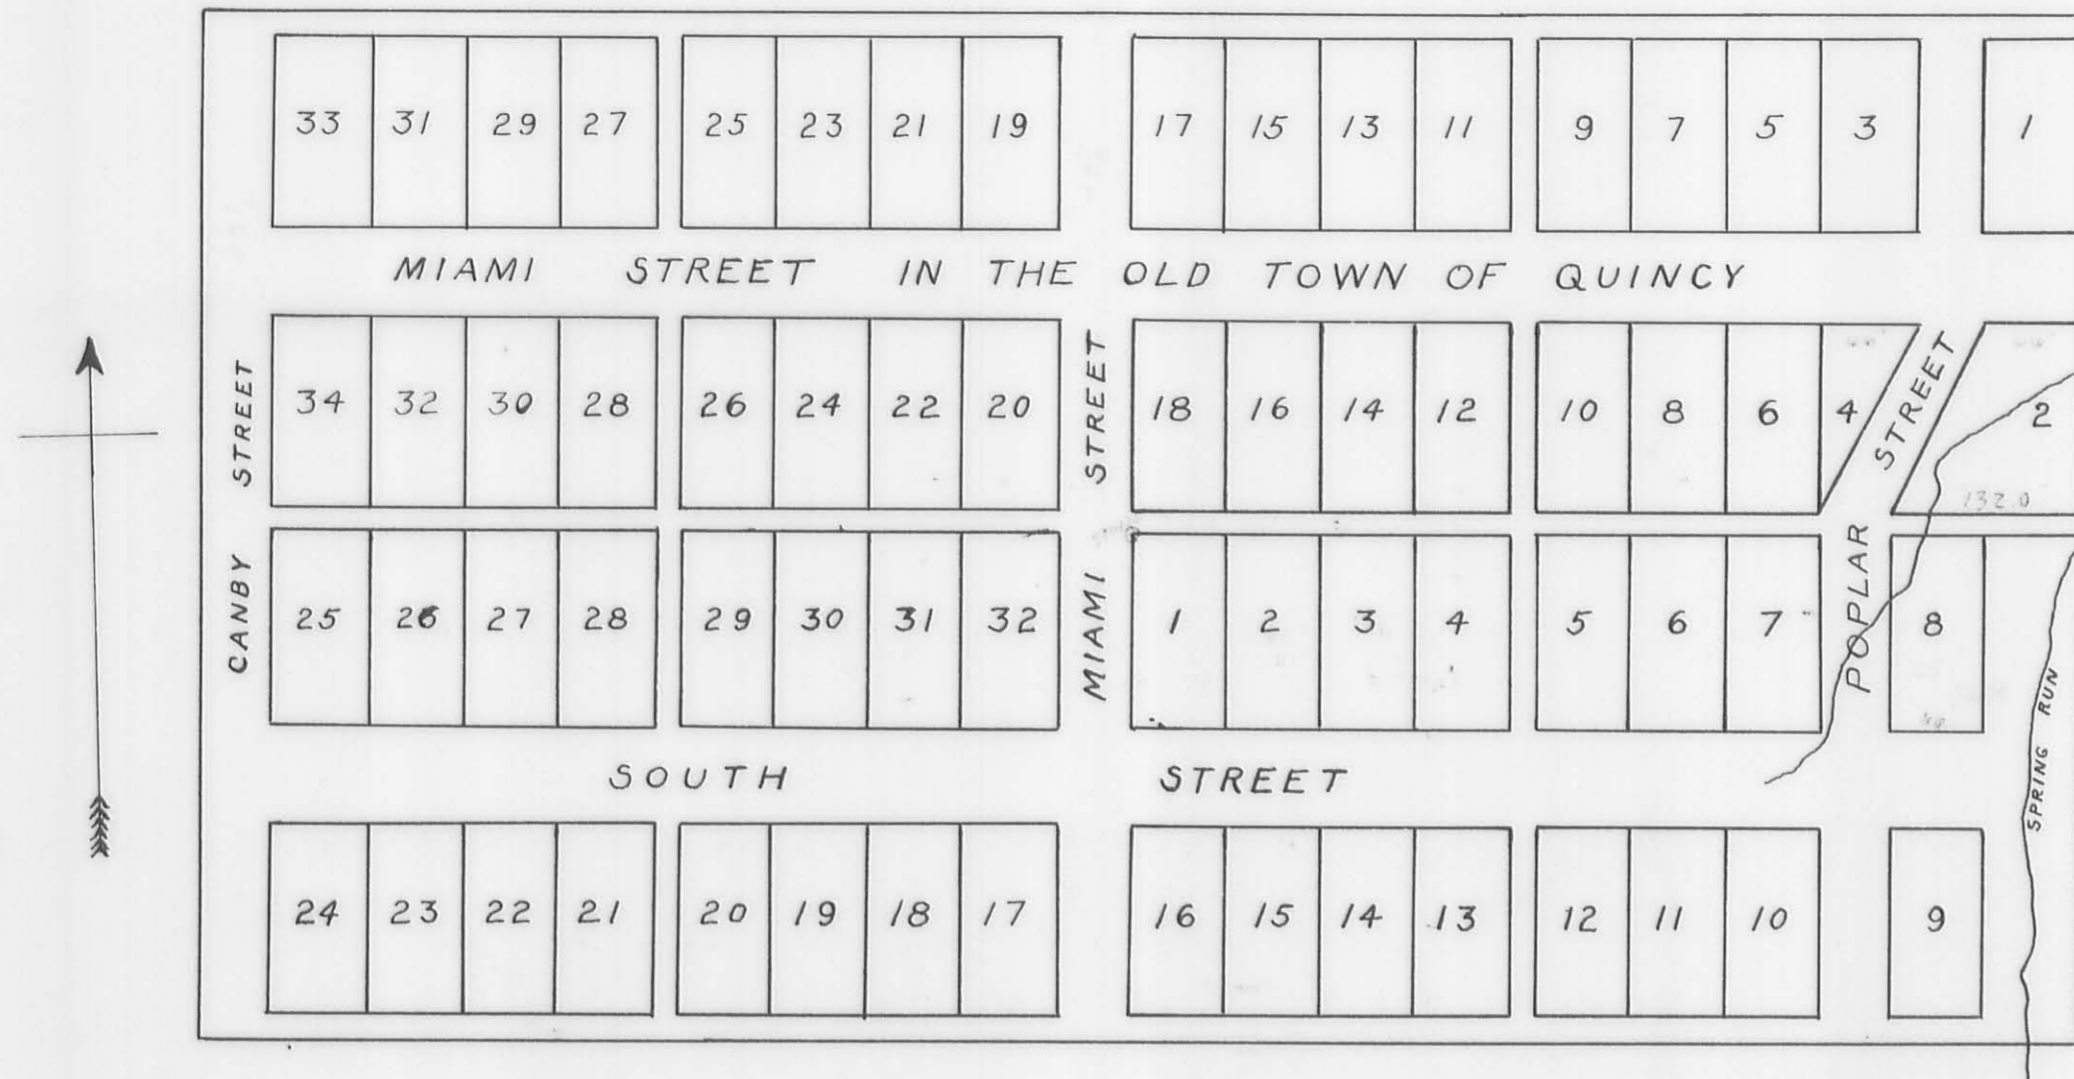 33 31 29 27 25 23 21 19 17 15 13 11 9 7 5 3 1
MIAMI STREET IN THE OLD TOWN OF QUINCY
34 32 30 28 26 24 22 20 18 16 14 12 10 8 6 4 2
CANBY STREET
MIAMI STREET
POPLAR STREET
132.0
25 26 27 28 29 30 31 32 1 2 3 4 5 6 7 8
SPRING RUN
SOUTH STREET
24 23 22 21 20 19 18 17 16 15 14 13 12 11 10 9